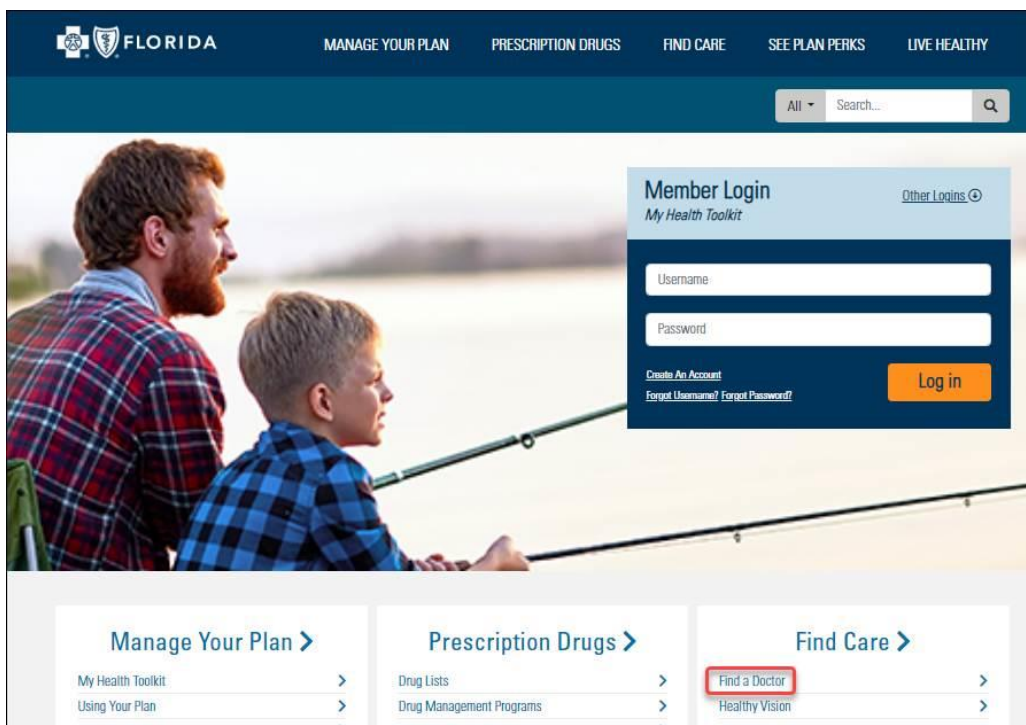 FLORIDA
MANAGE YOUR PLAN PRESCRIPTION DRUGS FIND CARE SEE PLAN PERKS LIVE HEALTHY
All Search...
Member Login
Other Logins
My Health Toolkit
Username
Password
Create An Account
Forgot Username? Forgot Password?
Log in
Manage Your Plan
My Health Toolkit
Using Your Plan
Prescription Drugs
Drug Lists
Drug Management Programs
Find Care
Find a Doctor
Healthy Vision